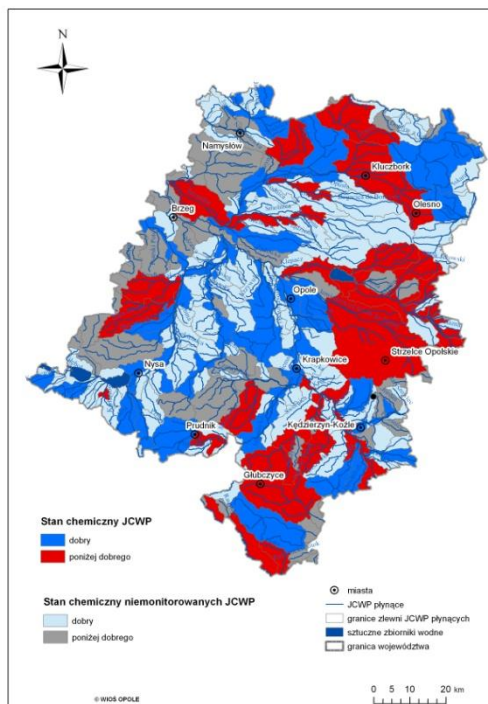 N
Namysłów
Kluczbork
Brzeg
Olesno
Opole
Strzelce Opolskie
Krapkowice
Nysa
Kędzierzyn-Koźle
Prudnik
Głubczyce
Stan chemiczny JCWP
dobry
poniżej dobrego
Stan chemiczny niemonitorowanych JCWP
dobry
poniżej dobrego
miasta
JCWP płynące
granice zlewni JCWP płynących
sztuczne zbiorniki wodne
granica województwa
© WIOŚ OPOLE
0 5 10 20 km